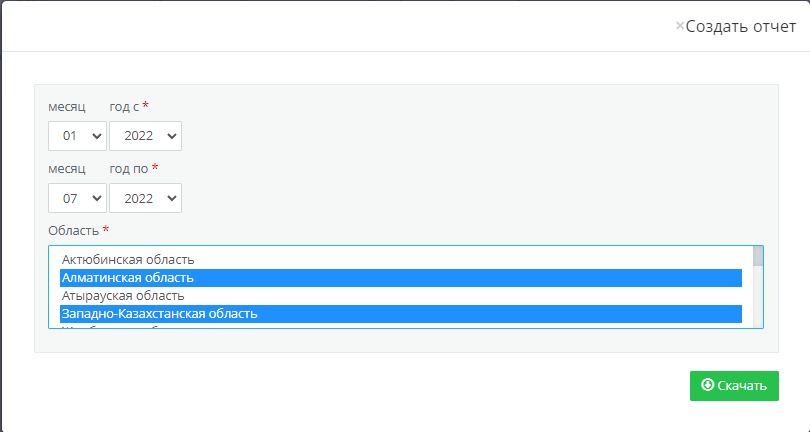 ×Создать отчет
месяц год с *
01 2022
месяц год по *
07 2022
Область *
Актюбинская область
Алматинская область
Атырауская область
Западно-Казахстанская область
Скачать